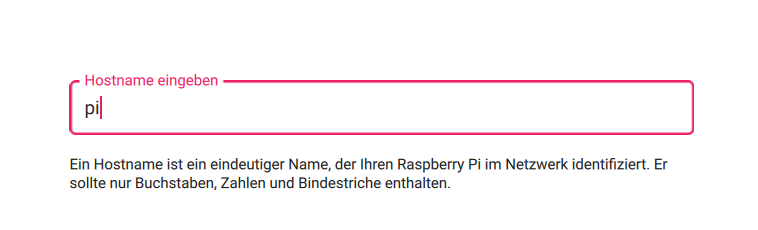 Hostname eingeben
pi
Ein Hostname ist ein eindeutiger Name, der Ihren Raspberry Pi im Netzwerk identifiziert. Er
sollte nur Buchstaben, Zahlen und Bindestriche enthalten.